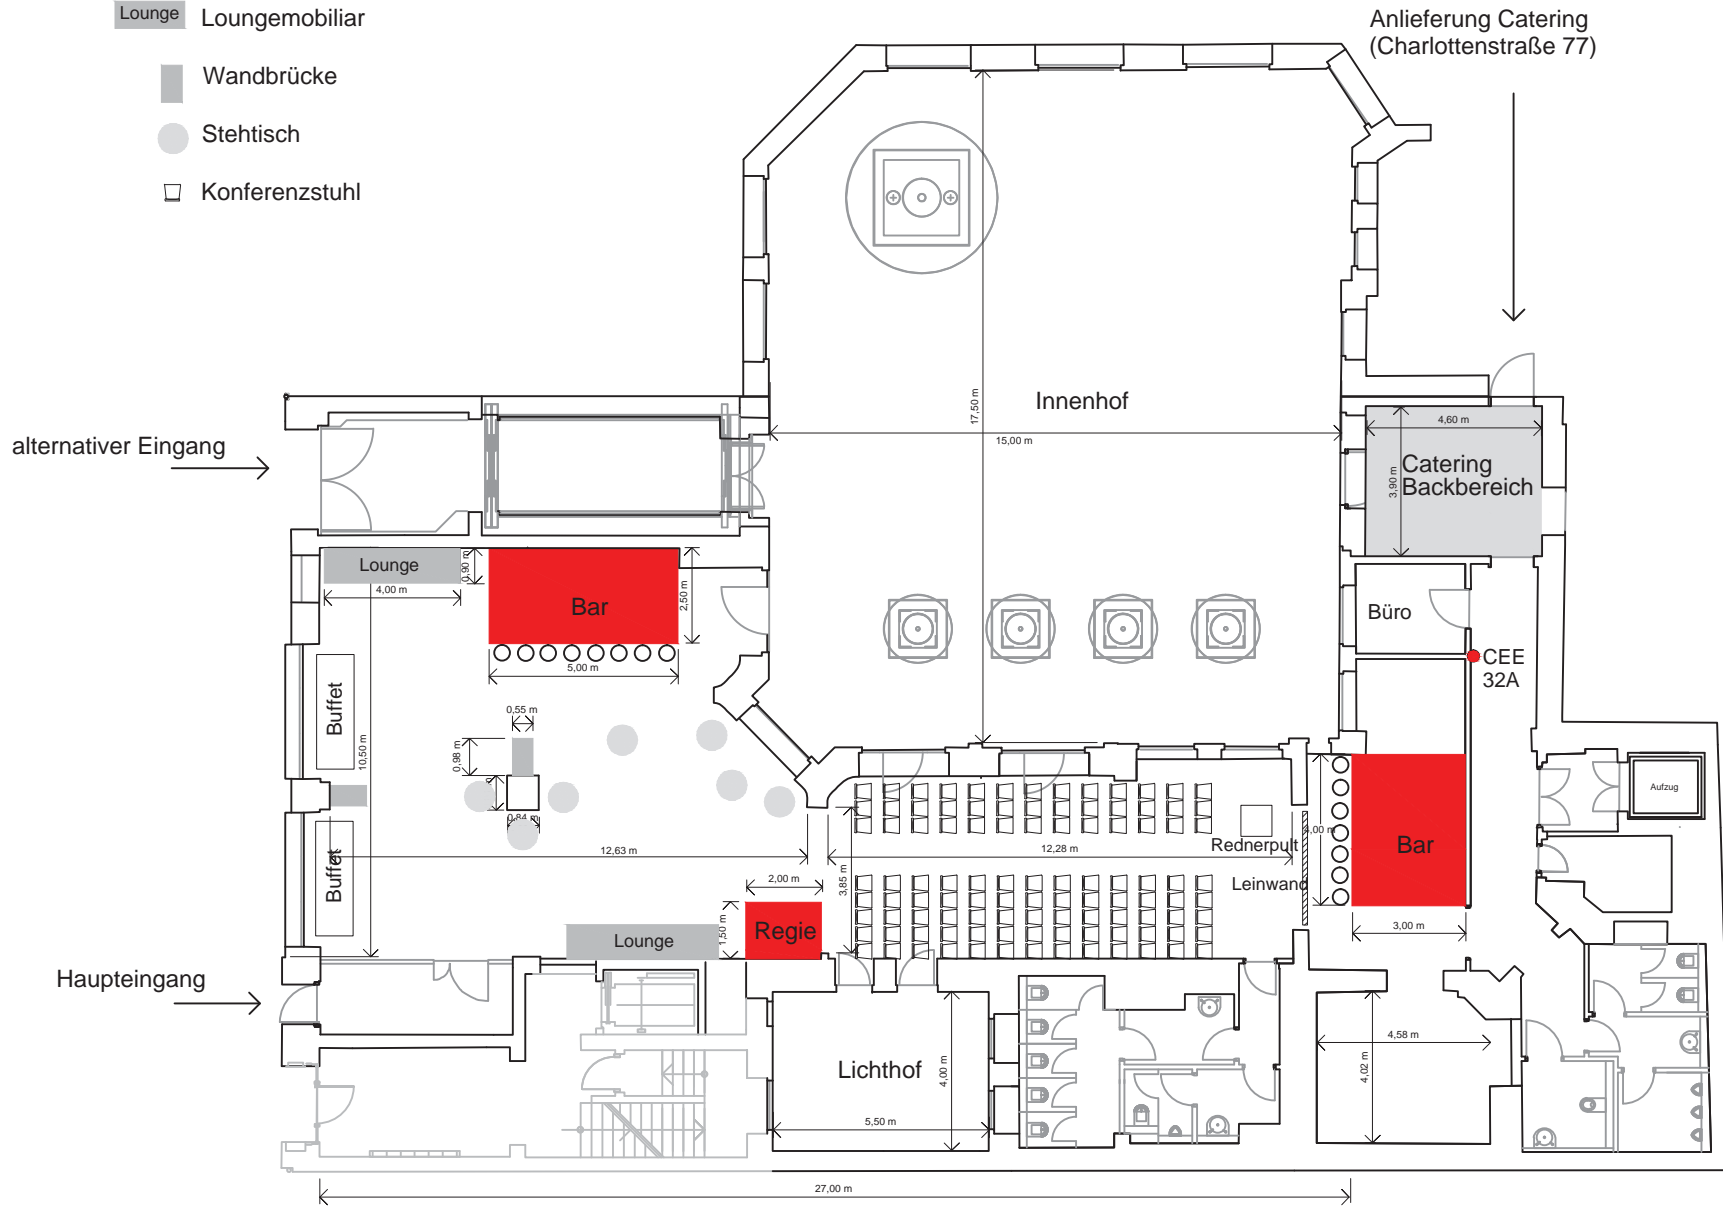 Lounge Loungemobiliar
Wandbrücke
Stehtisch
Konferenzstuhl
Anlieferung Catering
(Charlottenstraße 77)
alternativer Eingang
Haupteingang
17,50 m
Innenhof
15,00 m
4,60 m
3,90 m
Catering
Backbereich
Lounge
0,90 m
4,00 m
Bar
2,50 m
5,00 m
Büro
CEE
32A
Buffet
10,50 m
0,55 m
0,98 m
0,84 m
Buffet
12,63 m
12,28 m
3,85 m
Rednerpult
Leinwand
4,00 m
Bar
3,00 m
Aufzug
2,00 m
1,50 m
Regie
Lounge
Lichthof
4,00 m
5,50 m
4,58 m
4,02 m
27,00 m